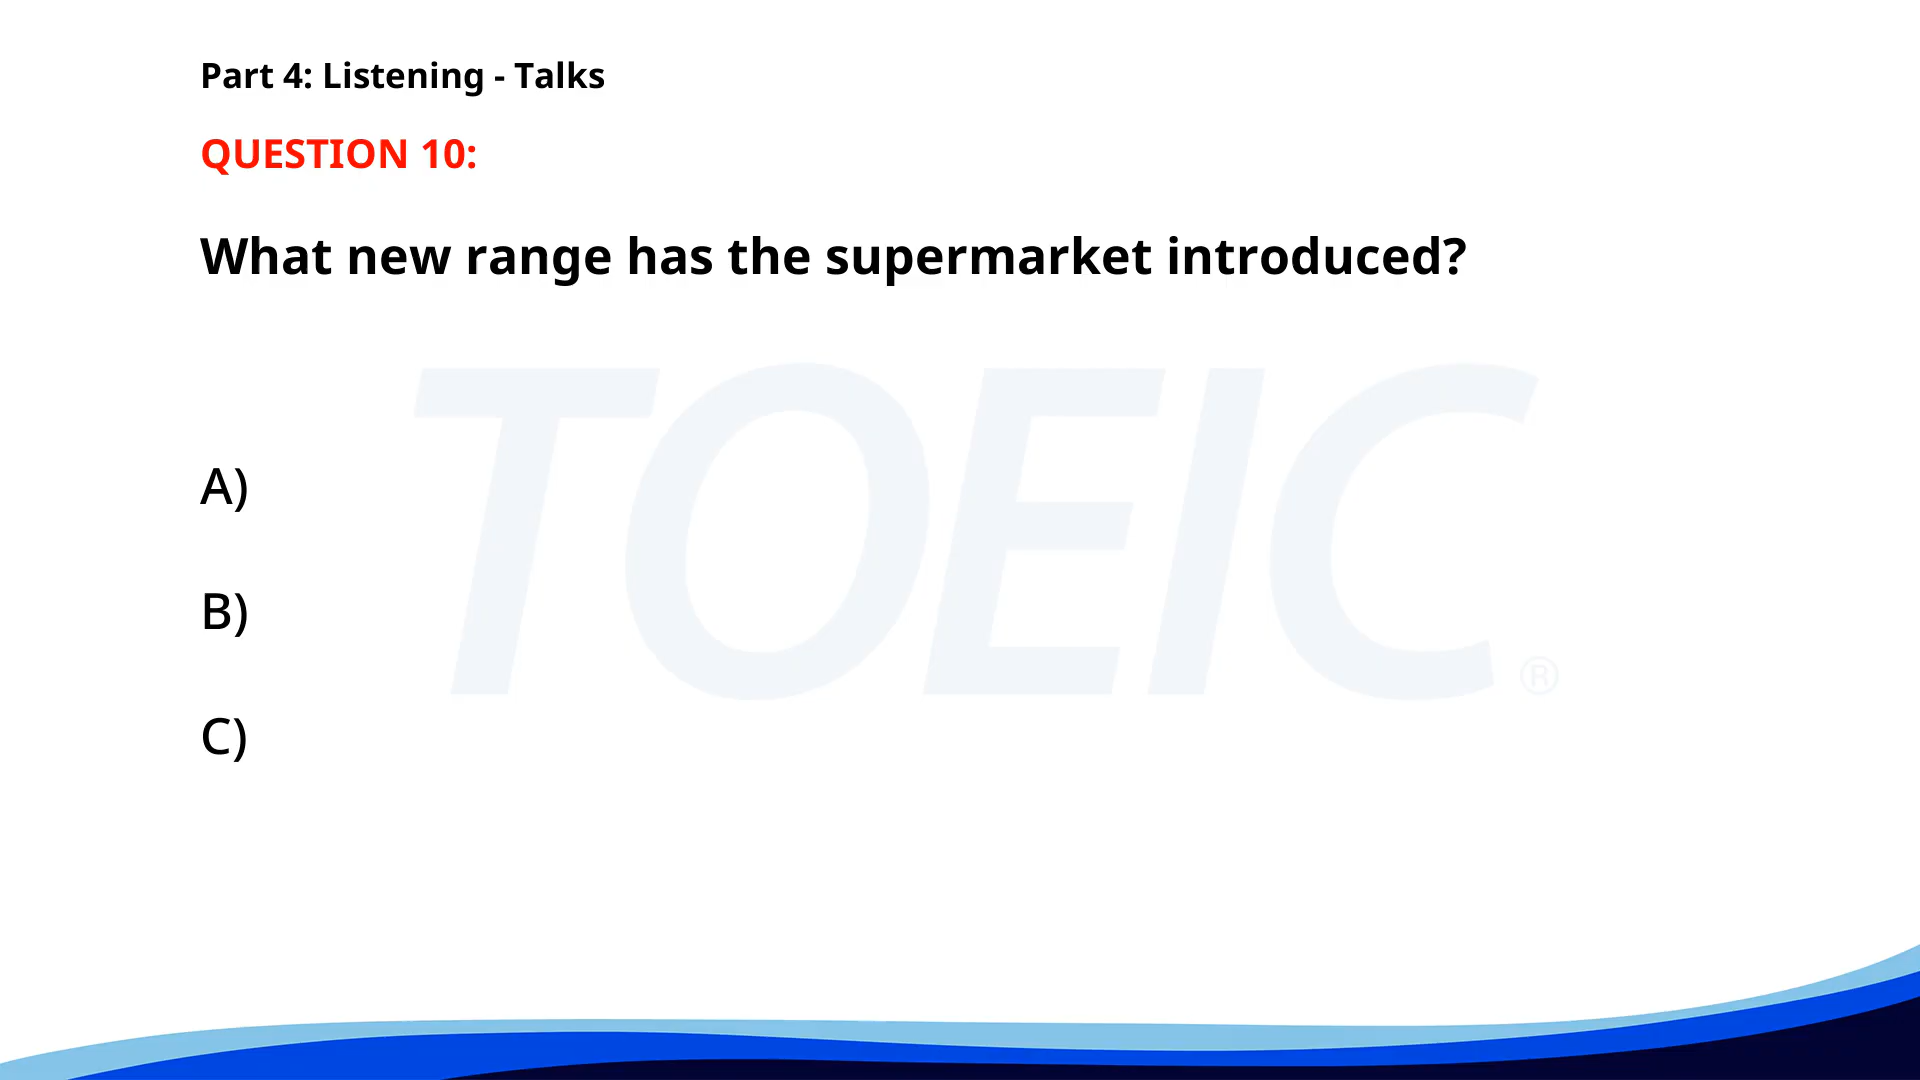 Part 4: Listening - Talks
QUESTION 10:
What new range has the supermarket introduced?
TOEIC®
A)
B)
C)